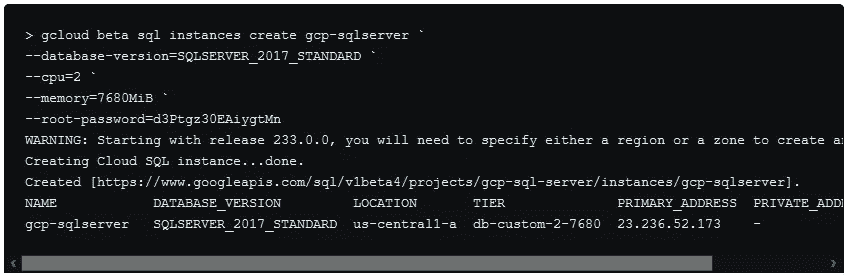 > gcloud beta sql instances create gcp-sqlserver `
--database-version=SQLSERVER_2017_STANDARD `
--cpu=2 `
--memory=7680MiB `
--root-password=d3Ptgz30EAiygtMn
WARNING: Starting with release 233.0.0, you will need to specify either a region or a zone to create
Creating Cloud SQL instance...done.
Created [https://www.googleapis.com/sql/v1beta4/projects/gcp-sql-server/instances/gcp-sqlserver].
NAME DATABASE_VERSION LOCATION TIER PRIMARY_ADDRESS PRIVATE_ADD
gcp-sqlserver SQLSERVER_2017_STANDARD us-central1-a db-custom-2-7680 23.236.52.173 -